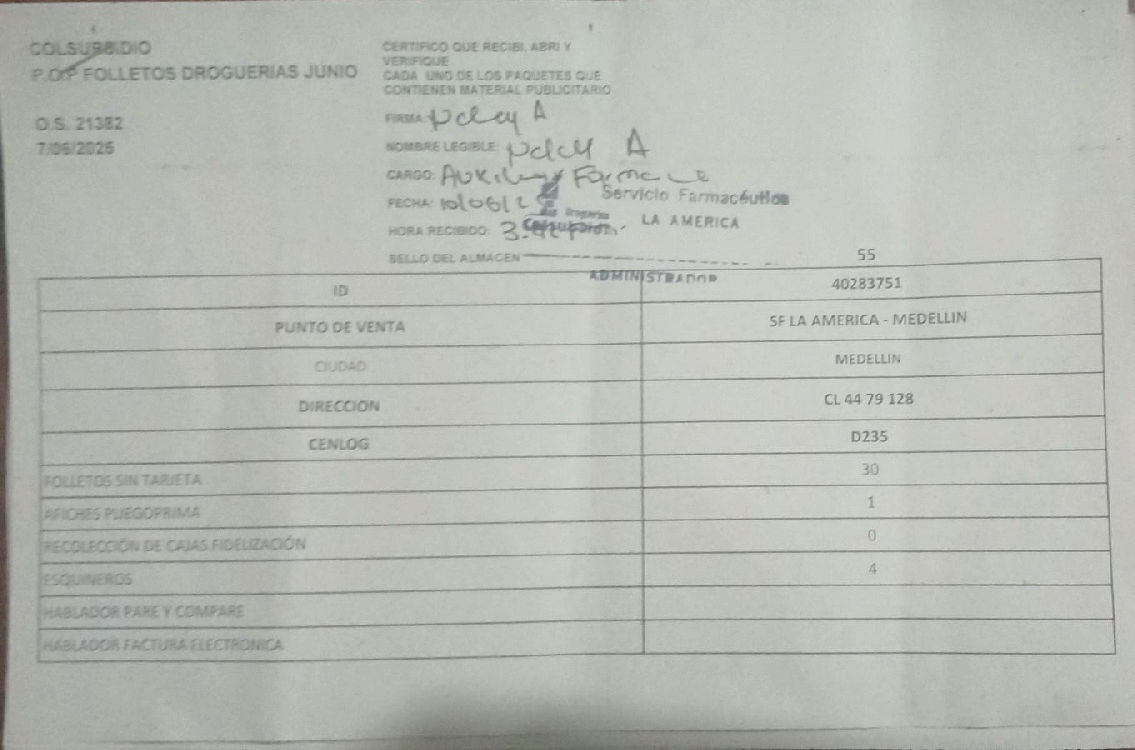 COLSUBSIDIO
P.O.P FOLLETOS DROGUERIAS JUNIO
O.S. 21382
7/06/2025
CERTIFICO QUE RECIBI, ABRI Y
VERIFIQUE
CADA UNO DE LOS PAQUETES QUE
CONTIENEN MATERIAL PUBLICITARIO
FIRMA: A
NOMBRE LEGIBLE: A
CARGO:
Servicio Farmacéutico
FECHA: 10/06/2
Droguerías
LA AMERICA
HORA RECIBIDO:
SELLO DEL ALMACEN
ADMINISTRADOR
55
ID 40283751
PUNTO DE VENTA SF LA AMERICA - MEDELLIN
CIUDAD MEDELLIN
DIRECCION CL 44 79 128
CENLOG D235
FOLLETOS SIN TARJETA 30
AFICHES PLIEGOPRIMA 1
RECOLECCIÓN DE CAJAS FIDELIZACIÓN 0
ESQUINEROS 4
HABLADOR PARE Y COMPARE
HABLADOR FACTURA ELECTRONICA